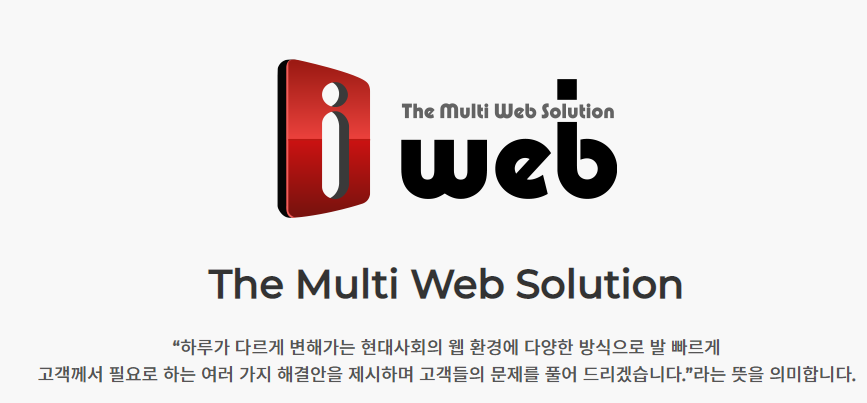 i
The Multi Web Solution
web
The Multi Web Solution
“하루가 다르게 변해가는 현대사회의 웹 환경에 다양한 방식으로 발 빠르게
고객께서 필요로 하는 여러 가지 해결안을 제시하며 고객들의 문제를 풀어 드리겠습니다.”라는 뜻을 의미합니다.